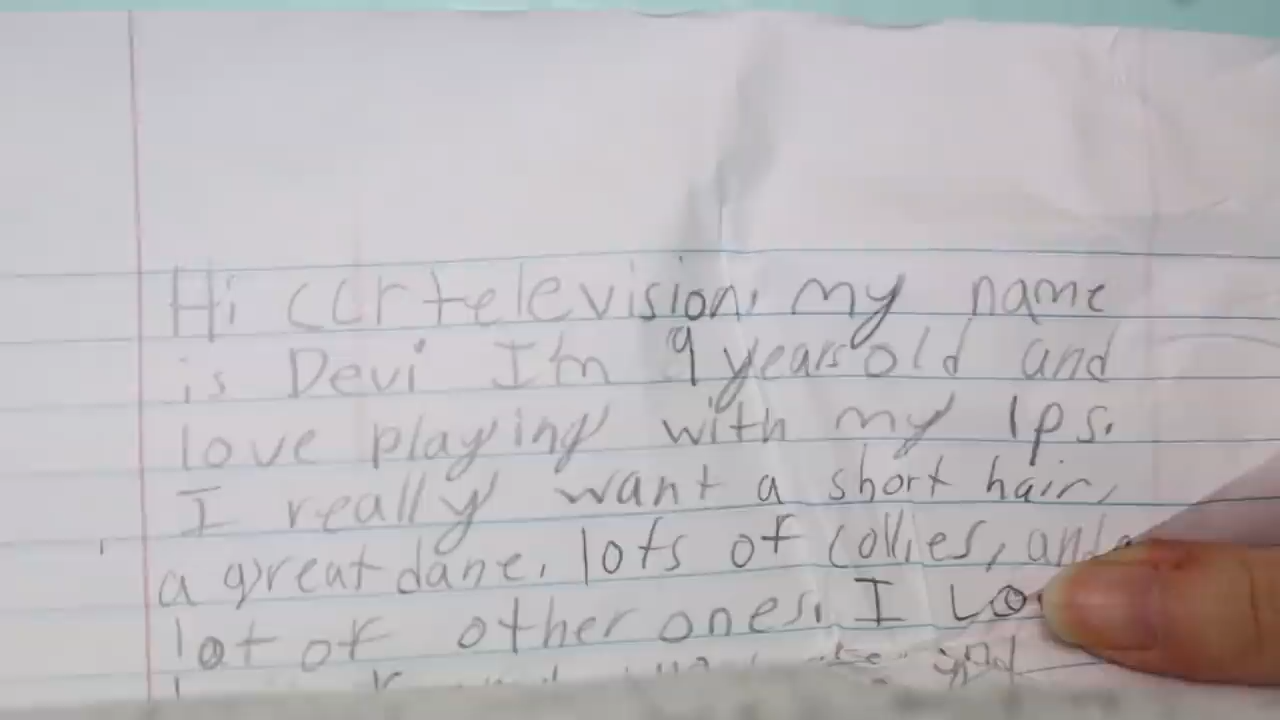 Hi ccrtelevision, my name
is Devi I'm 9 years old and
love playing with my lps.
I really want a short hair,
a great dane, lots of collies, and a
lot of other ones. I